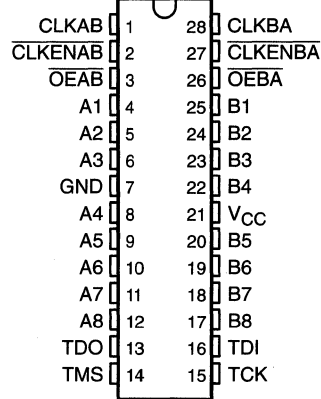 CLKAB 1 28 CLKBA
CLKENAB 2 27 CLKENBA
OEAB 3 26 OEBA
A1 4 25 B1
A2 5 24 B2
A3 6 23 B3
GND 7 22 B4
A4 8 21 VCC
A5 9 20 B5
A6 10 19 B6
A7 11 18 B7
A8 12 17 B8
TDO 13 16 TDI
TMS 14 15 TCK